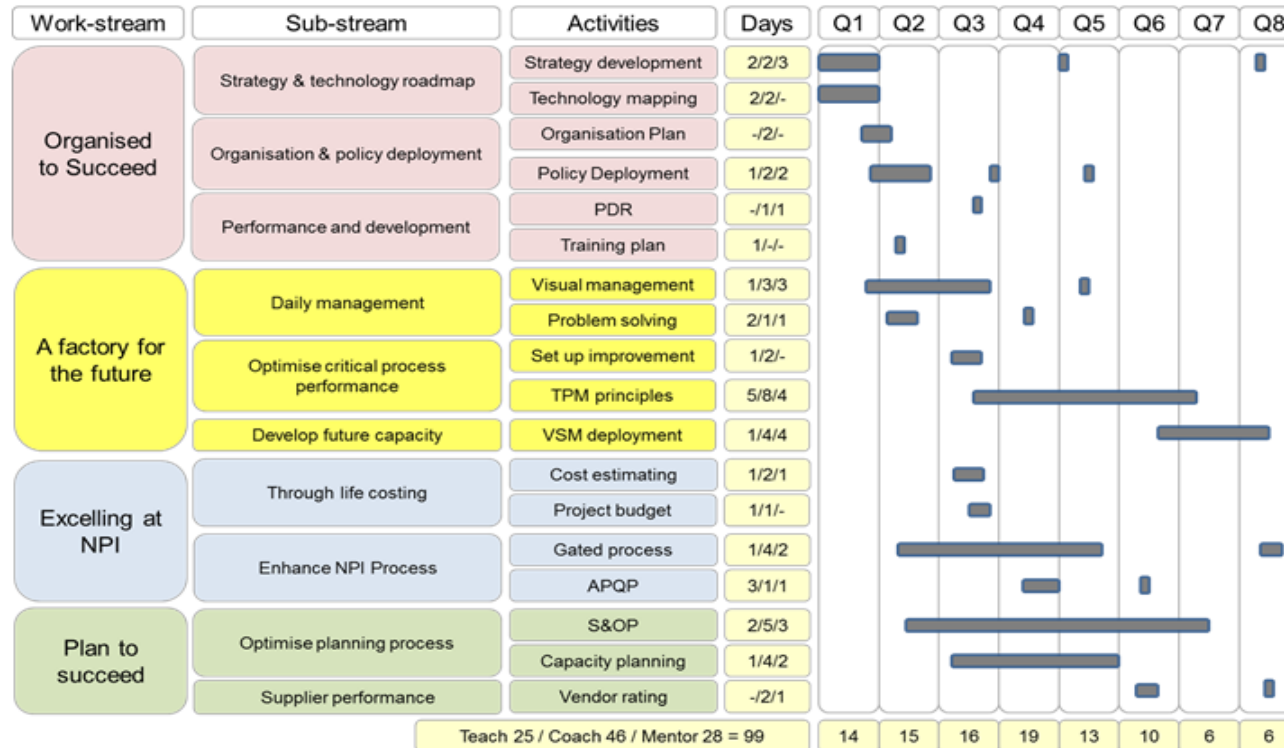 Work-stream Sub-stream Activities Days Q1 Q2 Q3 Q4 Q5 Q6 Q7 Q8
Organised
to Succeed
Strategy & technology roadmap
Strategy development 2/2/3
Technology mapping 2/2/-
Organisation & policy deployment
Organisation Plan -/2/-
Policy Deployment 1/2/2
Performance and development
PDR -/1/1
Training plan 1/-/-
A factory for
the future
Daily management
Visual management 1/3/3
Problem solving 2/1/1
Optimise critical process
performance
Set up improvement 1/2/-
TPM principles 5/8/4
Develop future capacity VSM deployment 1/4/4
Excelling at
NPI
Through life costing
Cost estimating 1/2/1
Project budget 1/1/-
Enhance NPI Process
Gated process 1/4/2
APQP 3/1/1
Plan to
succeed
Optimise planning process
S&OP 2/5/3
Capacity planning 1/4/2
Supplier performance Vendor rating -/2/1
Teach 25 / Coach 46 / Mentor 28 = 99 14 15 16 19 13 10 6 6